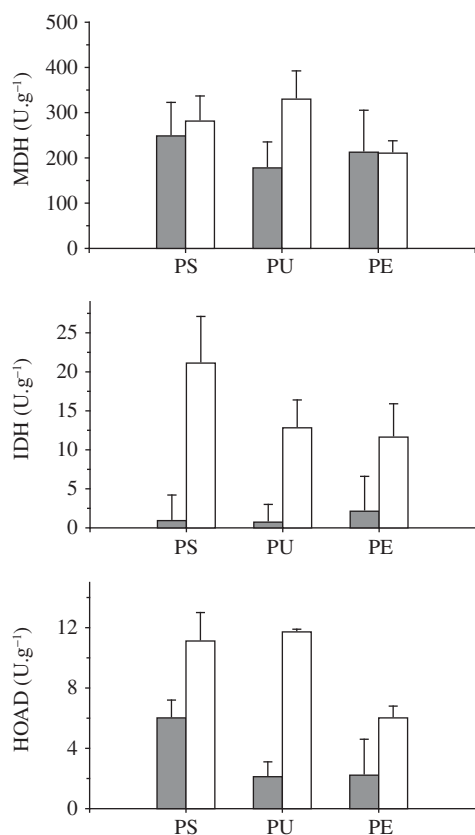 500
400
300
200
100
0
MDH (U.g⁻¹)
PS PU PE
25
20
15
10
5
0
IDH (U.g⁻¹)
PS PU PE
12
8
4
0
HOAD (U.g⁻¹)
PS PU PE